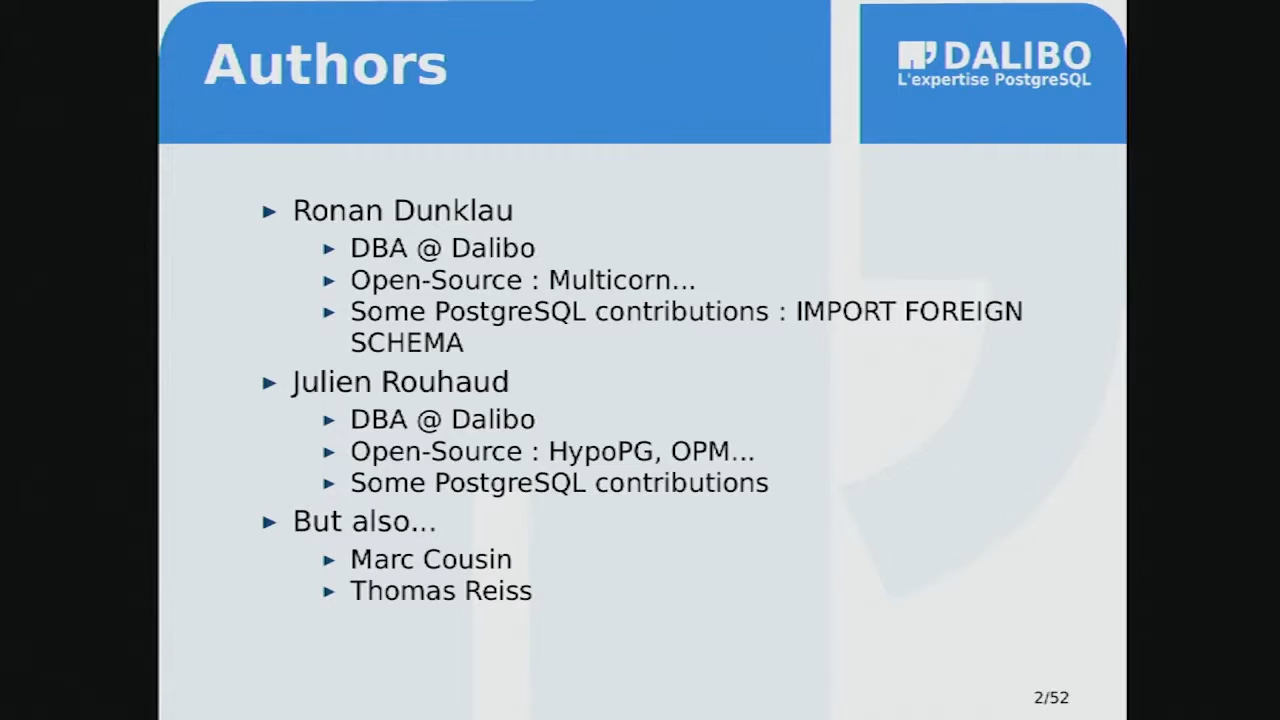 Authors
DALIBO
L'expertise PostgreSQL
Ronan Dunklau
DBA @ Dalibo
Open-Source : Multicorn...
Some PostgreSQL contributions : IMPORT FOREIGN
SCHEMA
Julien Rouhaud
DBA @ Dalibo
Open-Source : HypoPG, OPM...
Some PostgreSQL contributions
But also...
Marc Cousin
Thomas Reiss
2/52